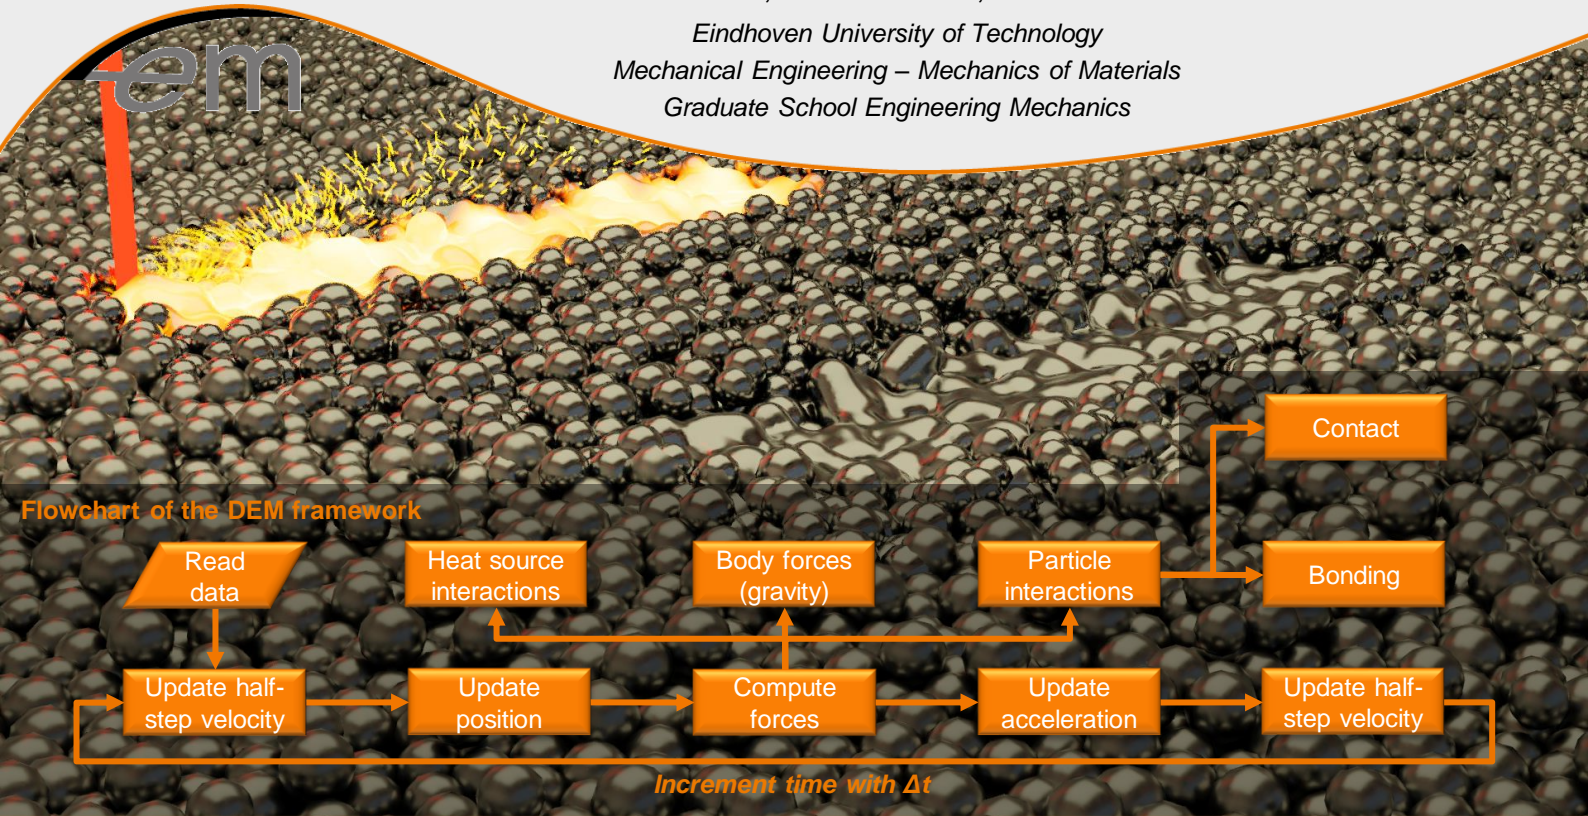 Eindhoven University of Technology
Mechanical Engineering – Mechanics of Materials
Graduate School Engineering Mechanics
em
Contact
Flowchart of the DEM framework
Read
data
Heat source
interactions
Body forces
(gravity)
Particle
interactions
Bonding
Update half-
step velocity
Update
position
Compute
forces
Update
acceleration
Update half-
step velocity
Increment time with Δt